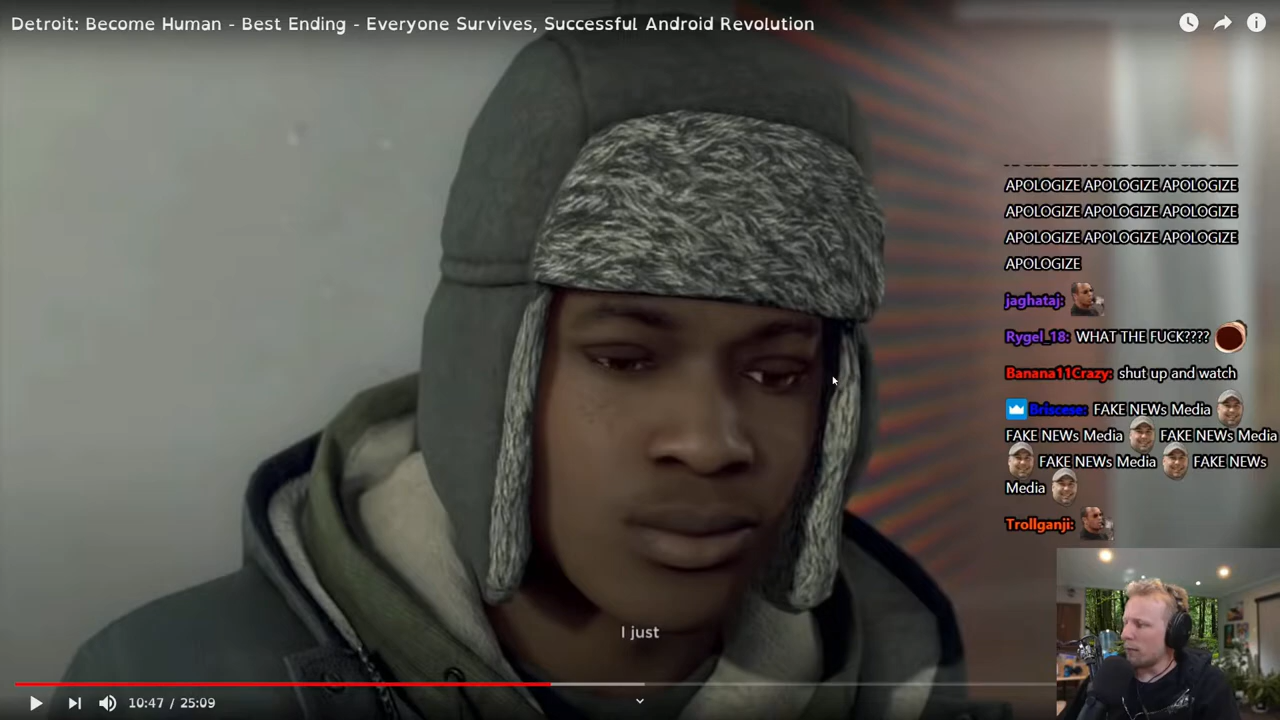 Detroit: Become Human - Best Ending - Everyone Survives, Successful Android Revolution
APOLOGIZE APOLOGIZE APOLOGIZE
APOLOGIZE APOLOGIZE APOLOGIZE
APOLOGIZE APOLOGIZE APOLOGIZE
APOLOGIZE
jaghataj:
Rygel_18: WHAT THE FUCK????
Banana11Crazy: shut up and watch
Briscese: FAKE NEWs Media
FAKE NEWs Media FAKE NEWs Media
FAKE NEWs Media FAKE NEWs
Media
Trollganji:
I just
10:47 / 25:09